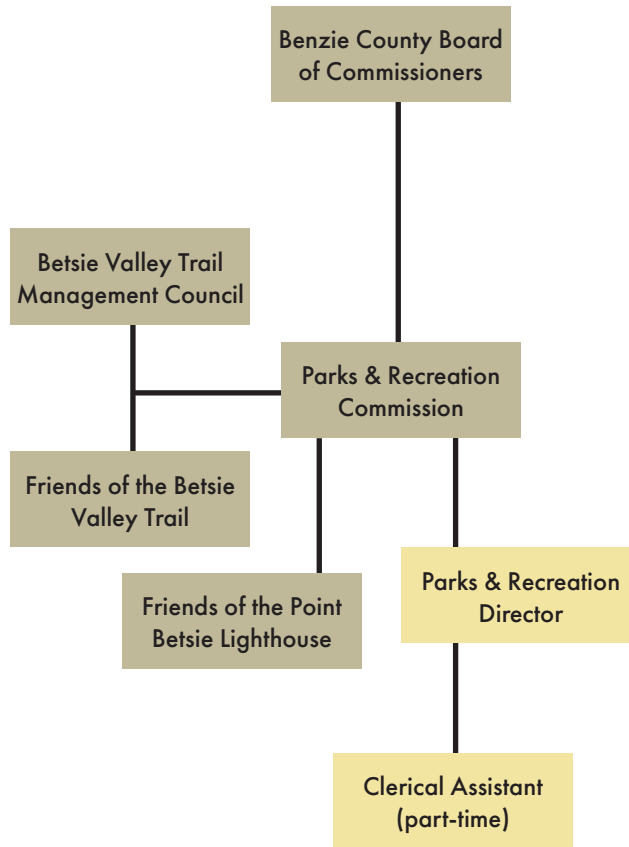 Benzie County Board
of Commissioners
Betsie Valley Trail
Management Council
Parks & Recreation
Commission
Friends of the Betsie
Valley Trail
Parks & Recreation
Director
Friends of the Point
Betsie Lighthouse
Clerical Assistant
(part-time)